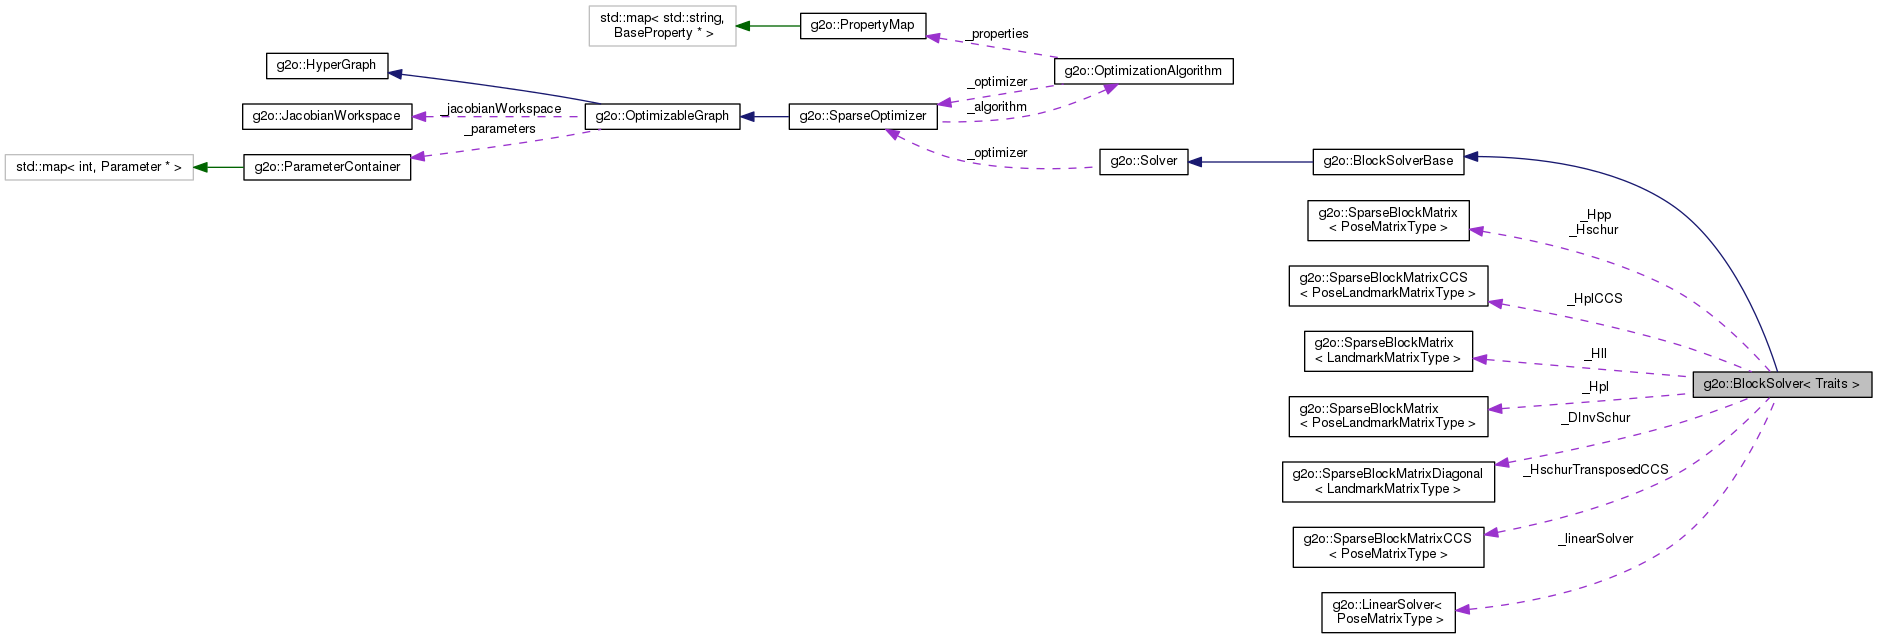 std::map< std::string,
BaseProperty * >
g2o::PropertyMap
_properties
g2o::HyperGraph
g2o::OptimizationAlgorithm
_optimizer
_algorithm
g2o::JacobianWorkspace
_jacobianWorkspace
g2o::OptimizableGraph
g2o::SparseOptimizer
_parameters
std::map< int, Parameter * >
g2o::ParameterContainer
_optimizer
g2o::Solver
g2o::BlockSolverBase
g2o::SparseBlockMatrix
< PoseMatrixType >
_Hpp
_Hschur
g2o::SparseBlockMatrixCCS
< PoseLandmarkMatrixType >
_HplCCS
g2o::SparseBlockMatrix
< LandmarkMatrixType >
_Hll
g2o::BlockSolver< Traits >
g2o::SparseBlockMatrix
< PoseLandmarkMatrixType >
_Hpl
_DInvSchur
g2o::SparseBlockMatrixDiagonal
< LandmarkMatrixType >
_HschurTransposedCCS
g2o::SparseBlockMatrixCCS
< PoseMatrixType >
_linearSolver
g2o::LinearSolver<
PoseMatrixType >